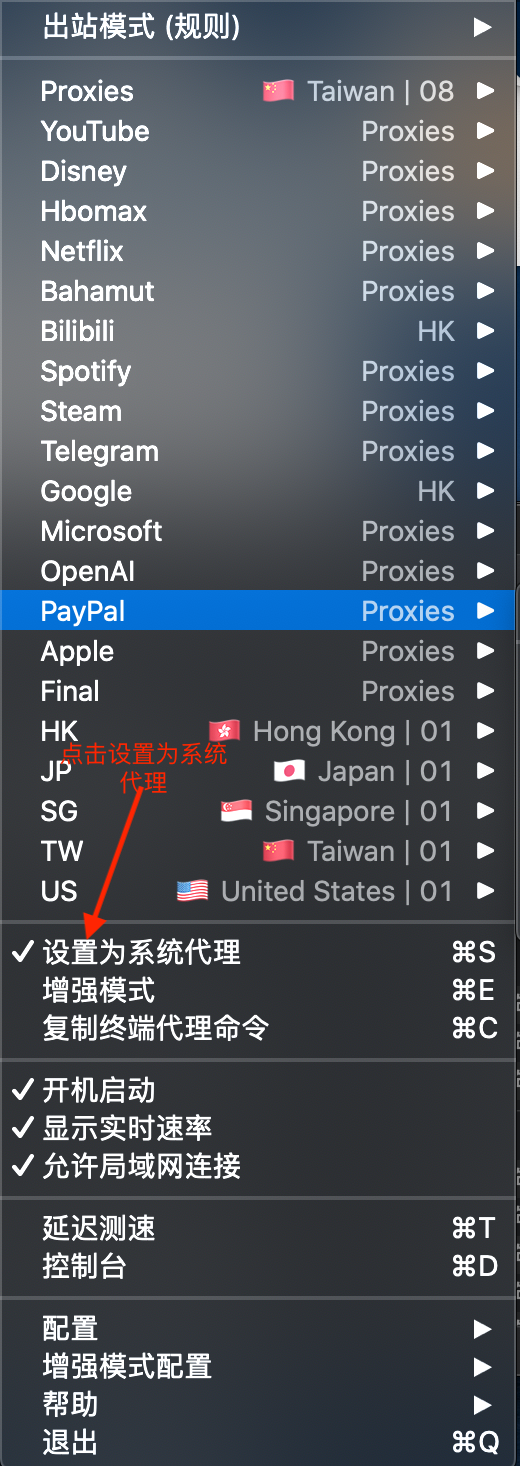 出站模式 (规则)
Proxies 🇨🇳 Taiwan | 08
YouTube Proxies
Disney Proxies
Hbomax Proxies
Netflix Proxies
Bahamut Proxies
Bilibili HK
Spotify Proxies
Steam Proxies
Telegram Proxies
Google HK
Microsoft Proxies
OpenAI Proxies
PayPal Proxies
Apple Proxies
Final Proxies
HK 🇭🇰 Hong Kong | 01
点击设置为系统
代理
JP 🇯🇵 Japan | 01
SG 🇸🇬 Singapore | 01
TW 🇨🇳 Taiwan | 01
US 🇺🇸 United States | 01
✓ 设置为系统代理 ⌘S
增强模式 ⌘E
复制终端代理命令 ⌘C
✓ 开机启动
✓ 显示实时速率
✓ 允许局域网连接
延迟测速 ⌘T
控制台 ⌘D
配置
增强模式配置
帮助
退出 ⌘Q